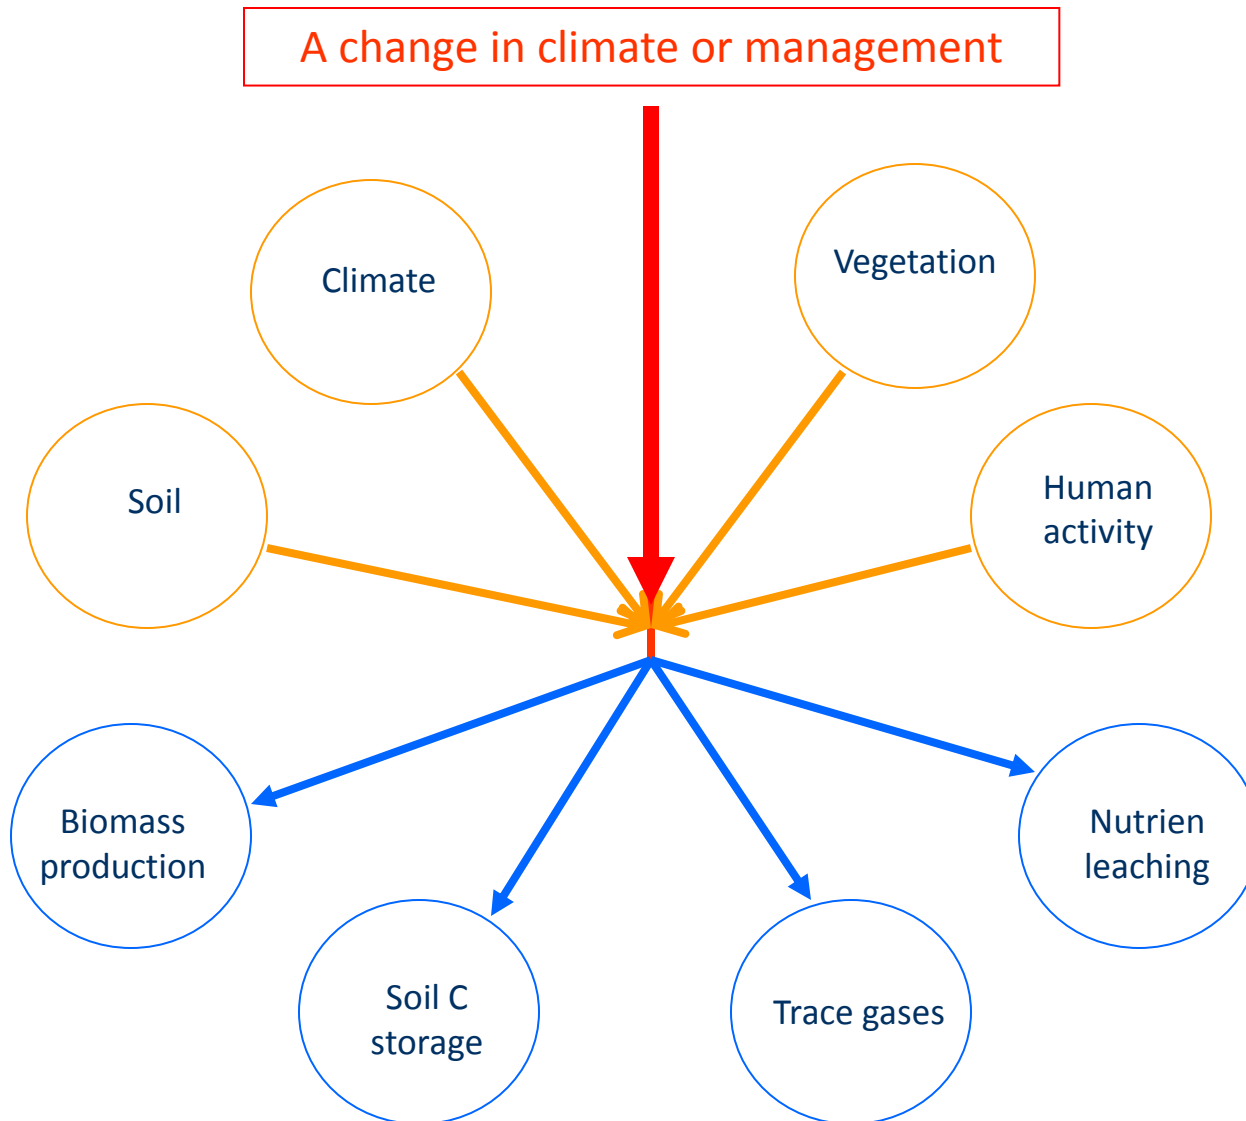 A change in climate or management
Climate
Vegetation
Soil
Human
activity
Biomass
production
Nutrien
leaching
Soil C
storage
Trace gases